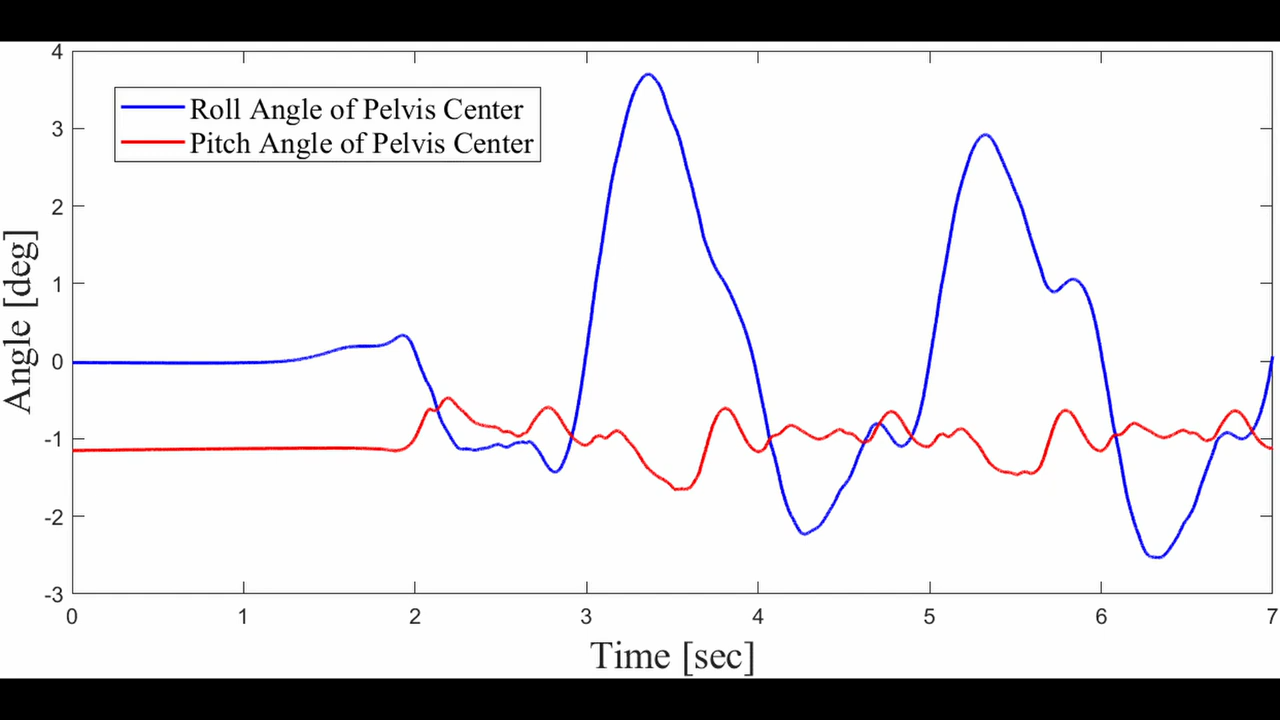 4
3
2
1
0
-1
-2
-3
Angle [deg]
Roll Angle of Pelvis Center
Pitch Angle of Pelvis Center
0 1 2 3 4 5 6 7
Time [sec]